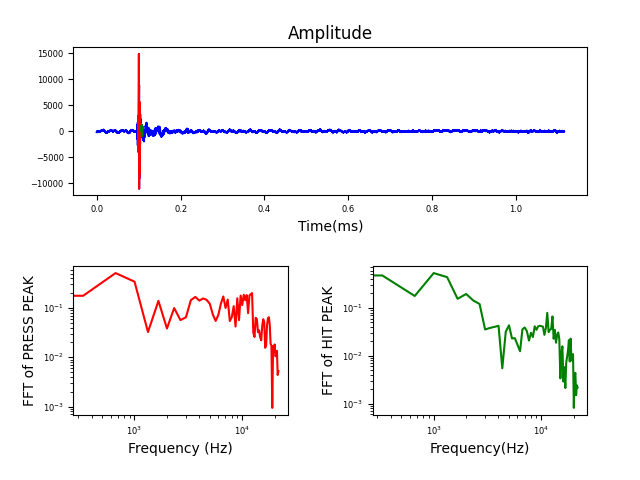 Amplitude
15000
10000
5000
0
−5000
−10000
0.0 0.2 0.4 0.6 0.8 1.0
Time(ms)
FFT of PRESS PEAK
10⁻¹
10⁻²
10⁻³
10³ 10⁴
Frequency (Hz)
FFT of HIT PEAK
10⁻¹
10⁻²
10⁻³
10³ 10⁴
Frequency(Hz)